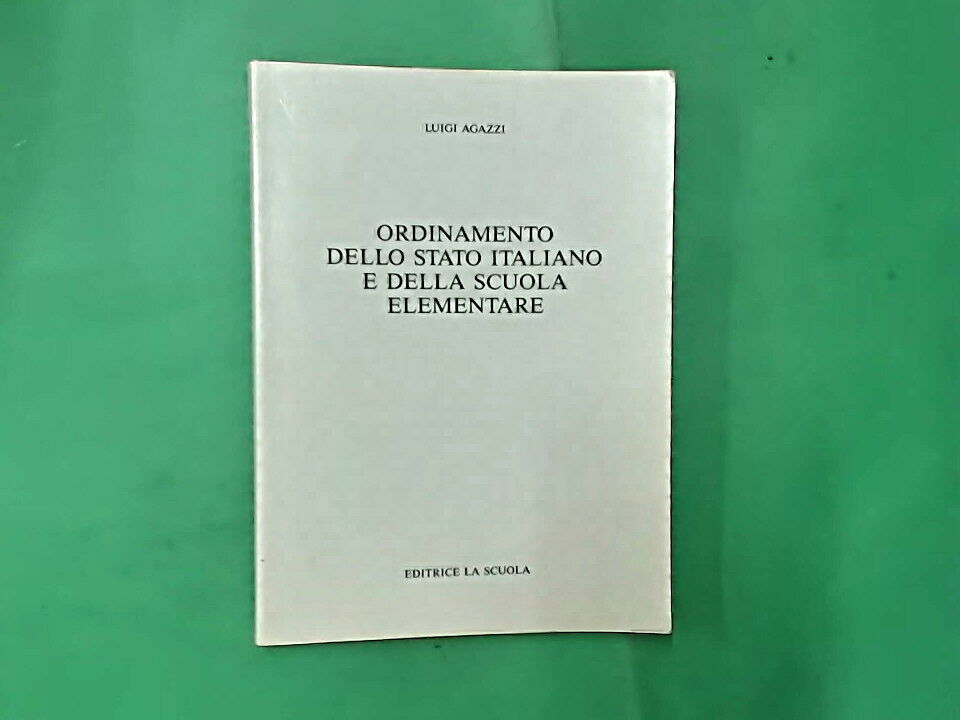 LUIGI AGAZZI
ORDINAMENTO
DELLO STATO ITALIANO
E DELLA SCUOLA
ELEMENTARE
EDITRICE LA SCUOLA